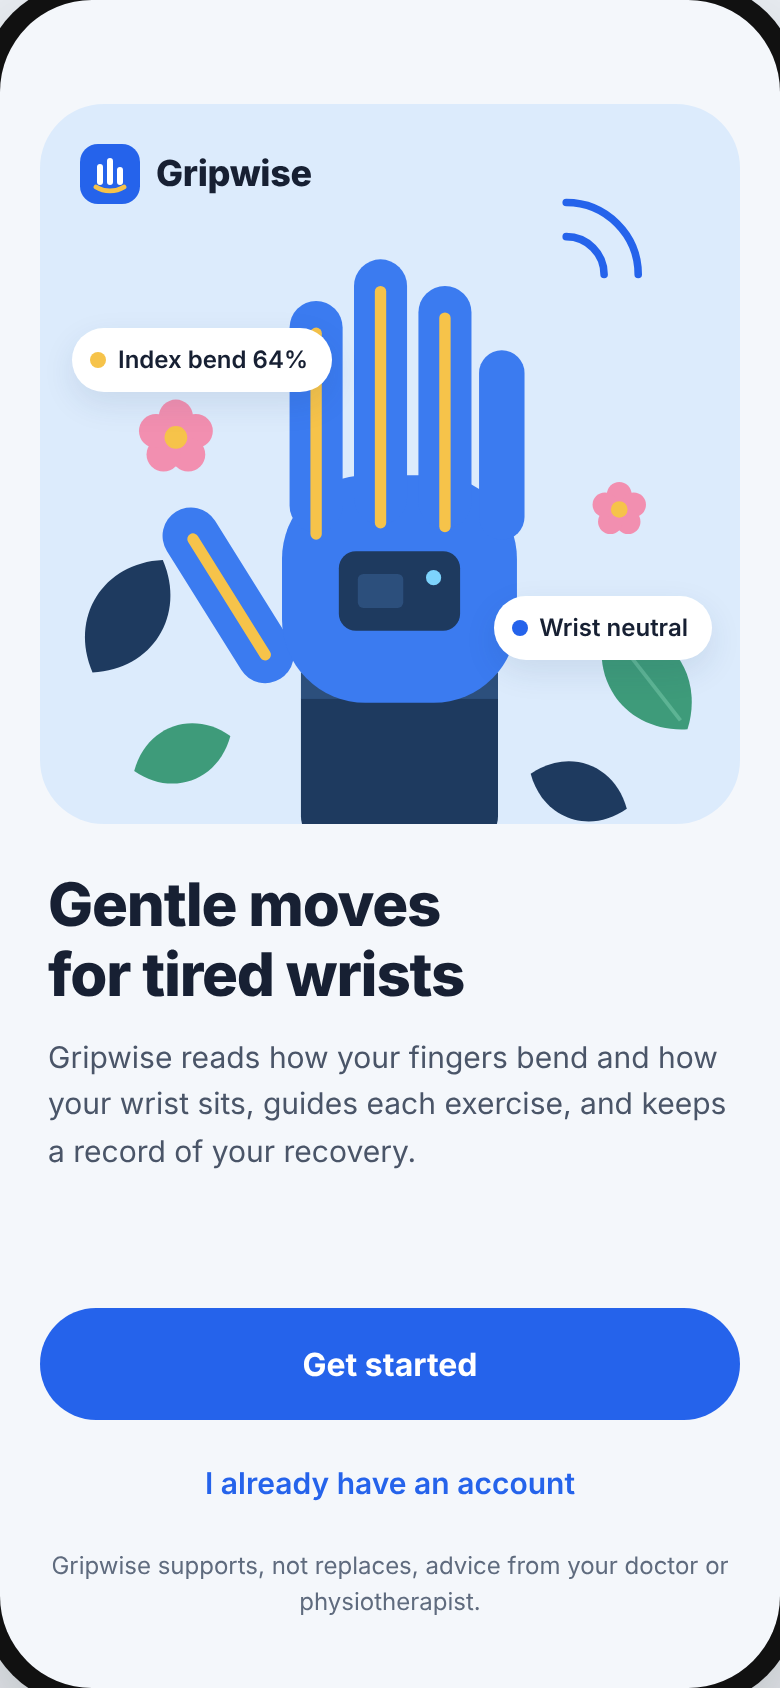 Gripwise
Index bend 64%
Wrist neutral
Gentle moves
for tired wrists
Gripwise reads how your fingers bend and how
your wrist sits, guides each exercise, and keeps
a record of your recovery.
Get started
I already have an account
Gripwise supports, not replaces, advice from your doctor or
physiotherapist.